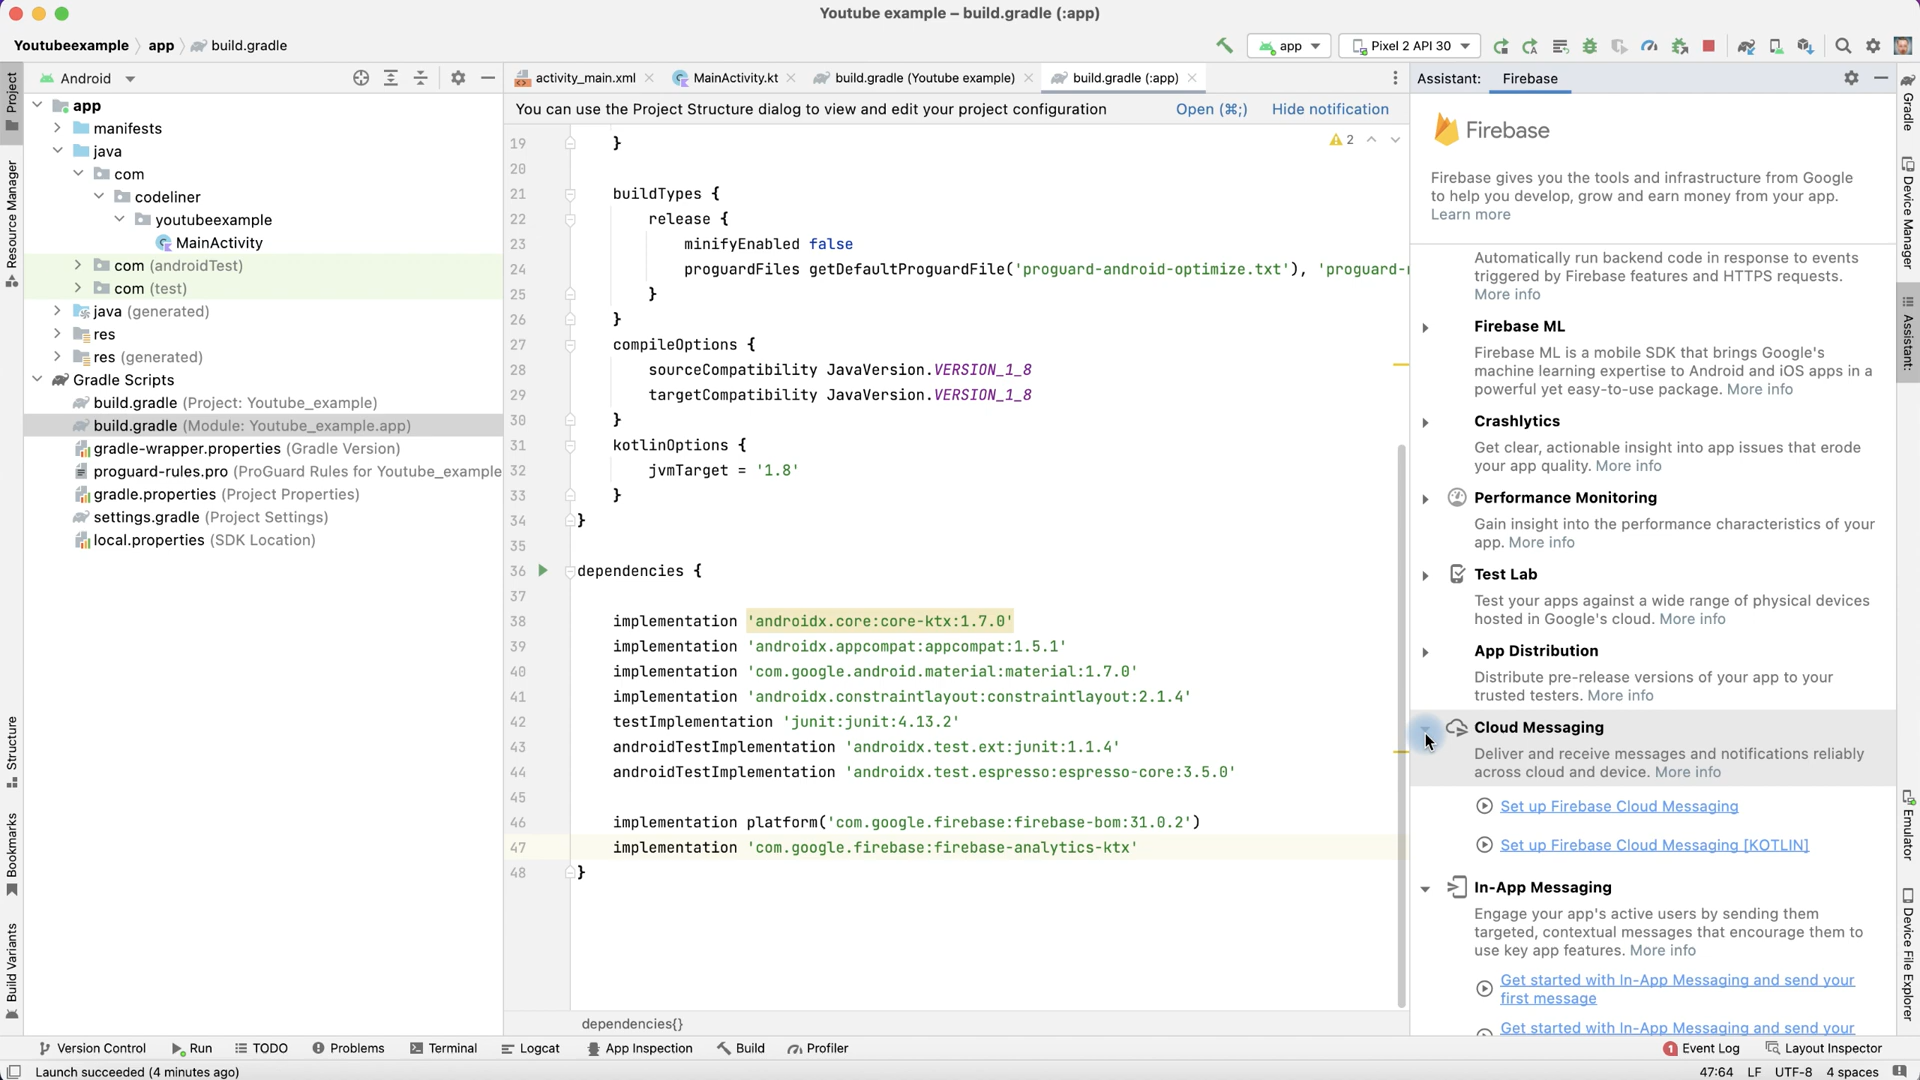 Youtube example – build.gradle (:app)
Youtubeexample app build.gradle
app
Pixel 2 API 30
Android
activity_main.xml
MainActivity.kt
build.gradle (Youtube example)
build.gradle (:app)
Assistant: Firebase
You can use the Project Structure dialog to view and edit your project configuration
Open (⌘;)
Hide notification
Project
Resource Manager
Structure
Bookmarks
Build Variants
app
manifests
java
com
codeliner
youtubeexample
MainActivity
com (androidTest)
com (test)
java (generated)
res
res (generated)
Gradle Scripts
build.gradle (Project: Youtube_example)
build.gradle (Module: Youtube_example.app)
gradle-wrapper.properties (Gradle Version)
proguard-rules.pro (ProGuard Rules for Youtube_example
gradle.properties (Project Properties)
settings.gradle (Project Settings)
local.properties (SDK Location)
2
19 }
20
21 buildTypes {
22 release {
23 minifyEnabled false
24 proguardFiles getDefaultProguardFile('proguard-android-optimize.txt'), 'proguard-r
25 }
26 }
27 compileOptions {
28 sourceCompatibility JavaVersion.VERSION_1_8
29 targetCompatibility JavaVersion.VERSION_1_8
30 }
31 kotlinOptions {
32 jvmTarget = '1.8'
33 }
34 }
35
36 dependencies {
37
38 implementation 'androidx.core:core-ktx:1.7.0'
39 implementation 'androidx.appcompat:appcompat:1.5.1'
40 implementation 'com.google.android.material:material:1.7.0'
41 implementation 'androidx.constraintlayout:constraintlayout:2.1.4'
42 testImplementation 'junit:junit:4.13.2'
43 androidTestImplementation 'androidx.test.ext:junit:1.1.4'
44 androidTestImplementation 'androidx.test.espresso:espresso-core:3.5.0'
45
46 implementation platform('com.google.firebase:firebase-bom:31.0.2')
47 implementation 'com.google.firebase:firebase-analytics-ktx'
48 }
dependencies{}
Firebase
Firebase gives you the tools and infrastructure from Google
to help you develop, grow and earn money from your app.
Learn more
Automatically run backend code in response to events
triggered by Firebase features and HTTPS requests.
More info
Firebase ML
Firebase ML is a mobile SDK that brings Google's
machine learning expertise to Android and iOS apps in a
powerful yet easy-to-use package. More info
Crashlytics
Get clear, actionable insight into app issues that erode
your app quality. More info
Performance Monitoring
Gain insight into the performance characteristics of your
app. More info
Test Lab
Test your apps against a wide range of physical devices
hosted in Google's cloud. More info
App Distribution
Distribute pre-release versions of your app to your
trusted testers. More info
Cloud Messaging
Deliver and receive messages and notifications reliably
across cloud and device. More info
Set up Firebase Cloud Messaging
Set up Firebase Cloud Messaging [KOTLIN]
In-App Messaging
Engage your app's active users by sending them
targeted, contextual messages that encourage them to
use key app features. More info
Get started with In-App Messaging and send your
first message
Get started with In-App Messaging and send your
Gradle
Device Manager
Assistant:
Emulator
Device File Explorer
Version Control Run TODO Problems Terminal Logcat App Inspection Build Profiler
1 Event Log Layout Inspector
Launch succeeded (4 minutes ago)
47:64 LF UTF-8 4 spaces